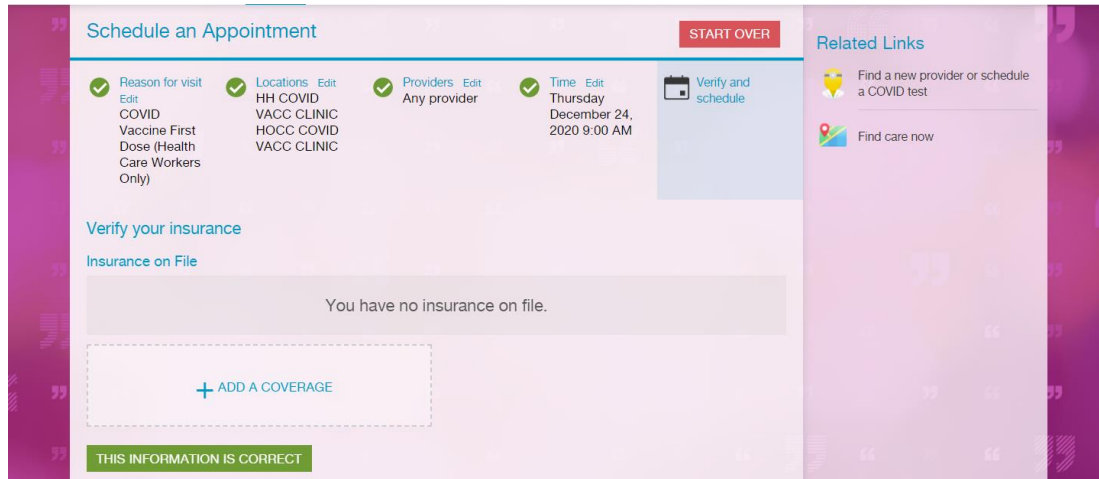 Schedule an Appointment
START OVER
Reason for visit
Edit
COVID
Vaccine First
Dose (Health
Care Workers
Only)
Locations Edit
HH COVID
VACC CLINIC
HOCC COVID
VACC CLINIC
Providers Edit
Any provider
Time Edit
Thursday
December 24,
2020 9:00 AM
Verify and
schedule
Verify your insurance
Insurance on File
You have no insurance on file.
+ ADD A COVERAGE
THIS INFORMATION IS CORRECT
Related Links
Find a new provider or schedule
a COVID test
Find care now